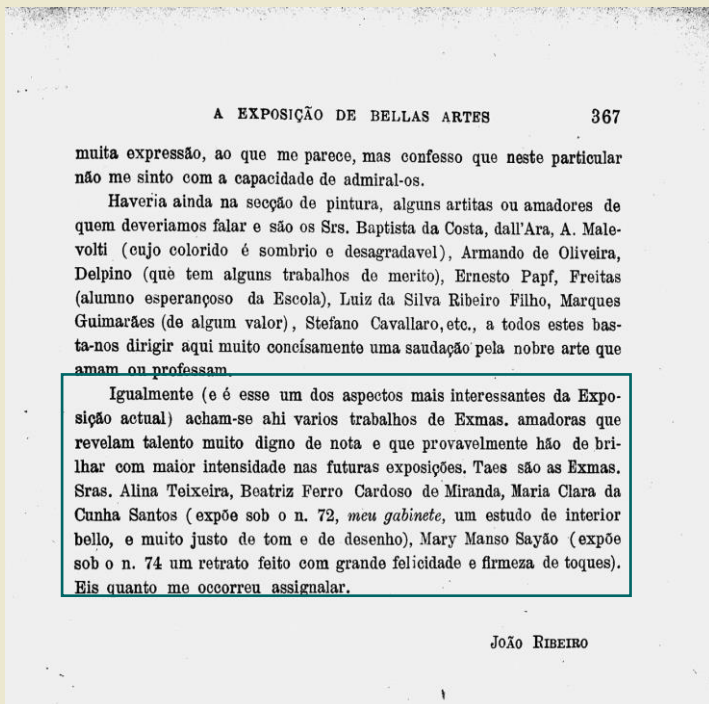 A EXPOSIÇÃO DE BELLAS ARTES 367
muita expressão, ao que me parece, mas confesso que neste particular
não me sinto com a capacidade de admiral-os.
Haveria ainda na secção de pintura, alguns artitas ou amadores de
quem deveriamos falar e são os Srs. Baptista da Costa, dall'Ara, A. Male-
volti (cujo colorido é sombrio e desagradavel), Armando de Oliveira,
Delpino (que tem alguns trabalhos de merito), Ernesto Papf, Freitas
(alumno esperançoso da Escola), Luiz da Silva Ribeiro Filho, Marques
Guimarães (de algum valor), Stefano Cavallaro, etc., a todos estes bas-
ta-nos dirigir aqui muito concísamente uma saudação pela nobre arte que
amam ou professam.
Igualmente (e é esse um dos aspectos mais interessantes da Expo-
sição actual) acham-se ahi varios trabalhos de Exmas. amadoras que
revelam talento muito digno de nota e que provavelmente hão de bri-
lhar com maior intensidade nas futuras exposições. Taes são as Exmas.
Sras. Alina Teixeira, Beatriz Ferro Cardoso de Miranda, Maria Clara da
Cunha Santos (expõe sob o n. 72, meu gabinete, um estudo de interior
bello, e muito justo de tom e de desenho), Mary Manso Sayão (expõe
sob o n. 74 um retrato feito com grande felicidade e firmeza de toques).
Eis quanto me occorreu assignalar.
João Ribeiro